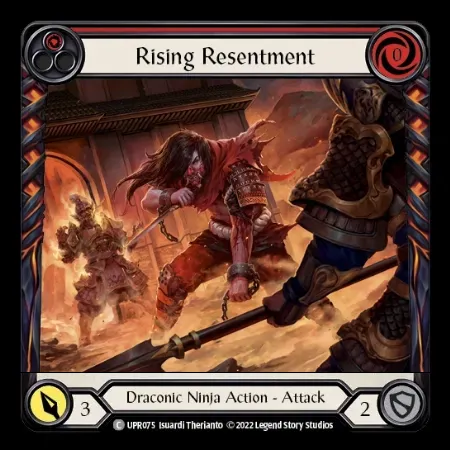 Rising Resentment
0
3
Draconic Ninja Action - Attack
2
C UPR075 Isuardi Therianto © 2022 Legend Story Studios